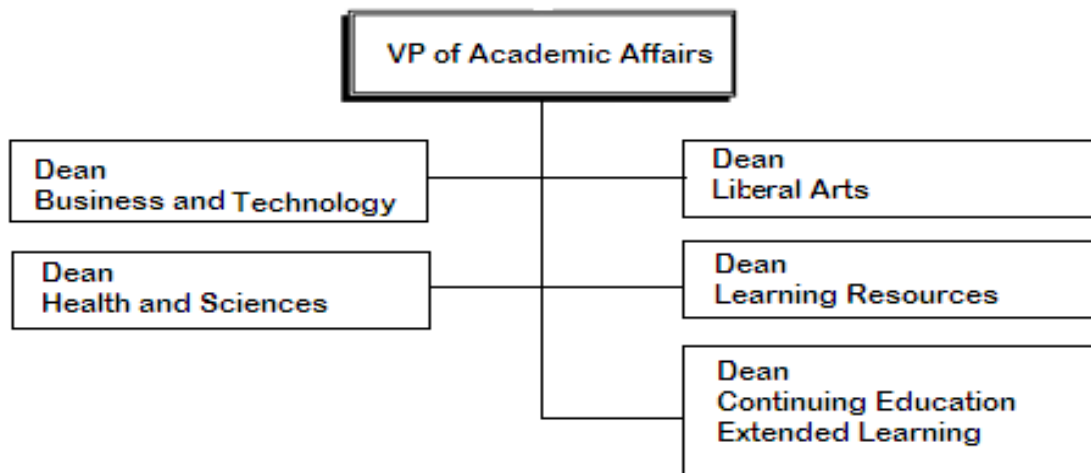 VP of Academic Affairs
Dean
Business and Technology
Dean
Liberal Arts
Dean
Health and Sciences
Dean
Learning Resources
Dean
Continuing Education
Extended Learning